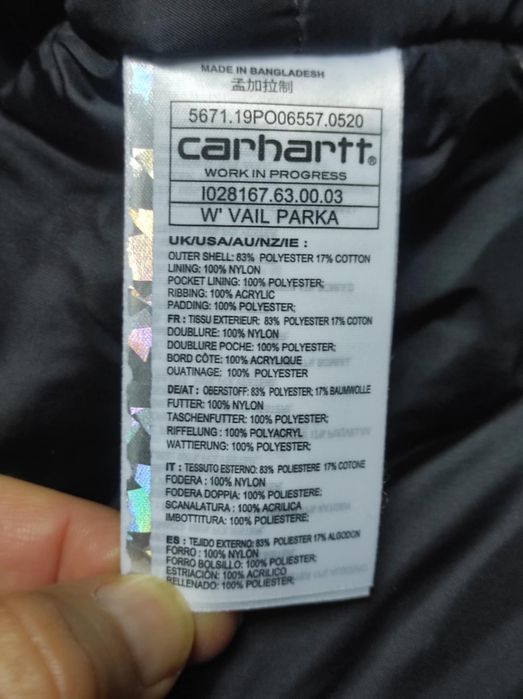 MADE IN BANGLADESH
孟加拉制
5671.19PO06557.0520
carhartt®
WORK IN PROGRESS
I028167.63.00.03
W' VAIL PARKA
UK/USA/AU/NZ/IE :
OUTER SHELL: 83% POLYESTER 17% COTTON
LINING: 100% NYLON
POCKET LINING: 100% POLYESTER;
RIBBING: 100% ACRYLIC
PADDING: 100% POLYESTER;
FR : TISSU EXTERIEUR: 83% POLYESTER 17% COTON
DOUBLURE: 100% NYLON
DOUBLURE POCHE: 100% POLYESTER;
BORD CÔTE: 100% ACRYLIQUE
OUATINAGE: 100% POLYESTER
DE/AT : OBERSTOFF: 83% POLYESTER; 17% BAUMWOLLE
FUTTER: 100% NYLON
TASCHENFUTTER: 100% POLYESTER;
RIFFELUNG : 100% POLYACRYL
WATTIERUNG: 100% POLYESTER;
IT : TESSUTO ESTERNO: 83% POLIESTERE 17% COTONE
FODERA : 100% NYLON
FODERA DOPPIA: 100% POLIESTERE;
SCANALATURA : 100% ACRILICA
IMBOTTITURA: 100% POLIESTERE;
ES : TEJIDO EXTERNO: 83% POLIESTER 17% ALGODON
FORRO : 100% NYLON
FORRO BOLSILLO: 100% POLIESTER;
ESTRIACIÓN: 100% ACRILICO
RELLENADO: 100% POLIESTER;